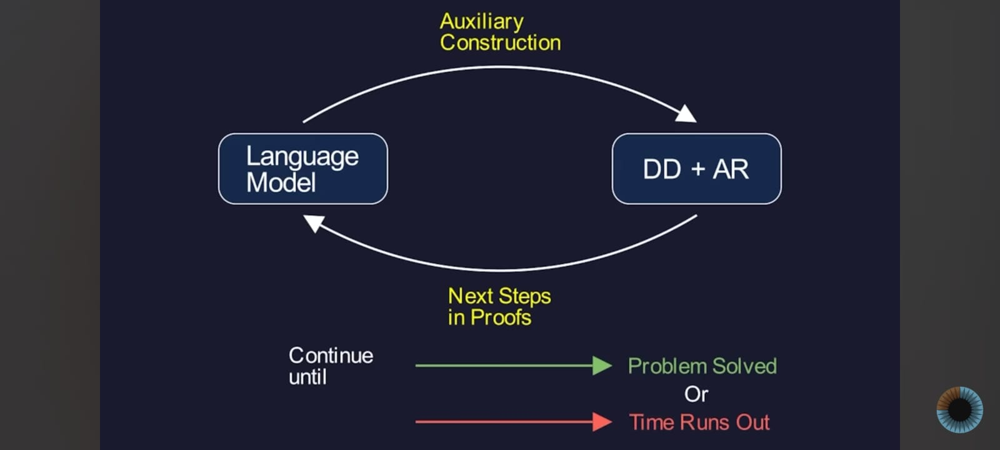 Auxiliary
Construction
Language
Model
DD + AR
Next Steps
in Proofs
Continue
until
Problem Solved
Or
Time Runs Out